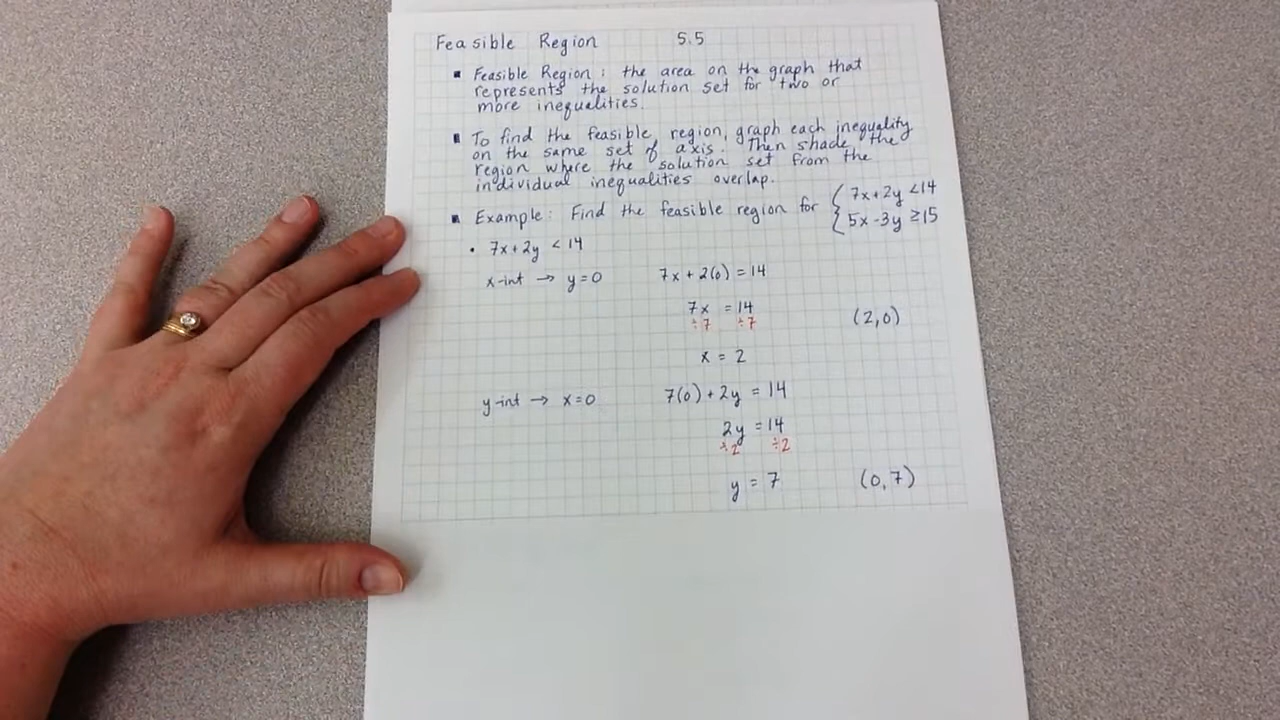 Feasible Region 5.5
▪ Feasible Region: the area on the graph that
represents the solution set for two or
more inequalities.
▪ To find the feasible region, graph each inequality
on the same set of axis. Then shade the
region where the solution set from the
individual inequalities overlap.
▪ Example: Find the feasible region for { 7x+2y <14
5x-3y ≥15
• 7x+2y < 14
x-int → y=0 7x + 2(0) = 14
7x = 14
÷7 ÷7
(2,0)
x = 2
y-int → x=0 7(0) + 2y = 14
2y = 14
÷2 ÷2
y = 7 (0,7)